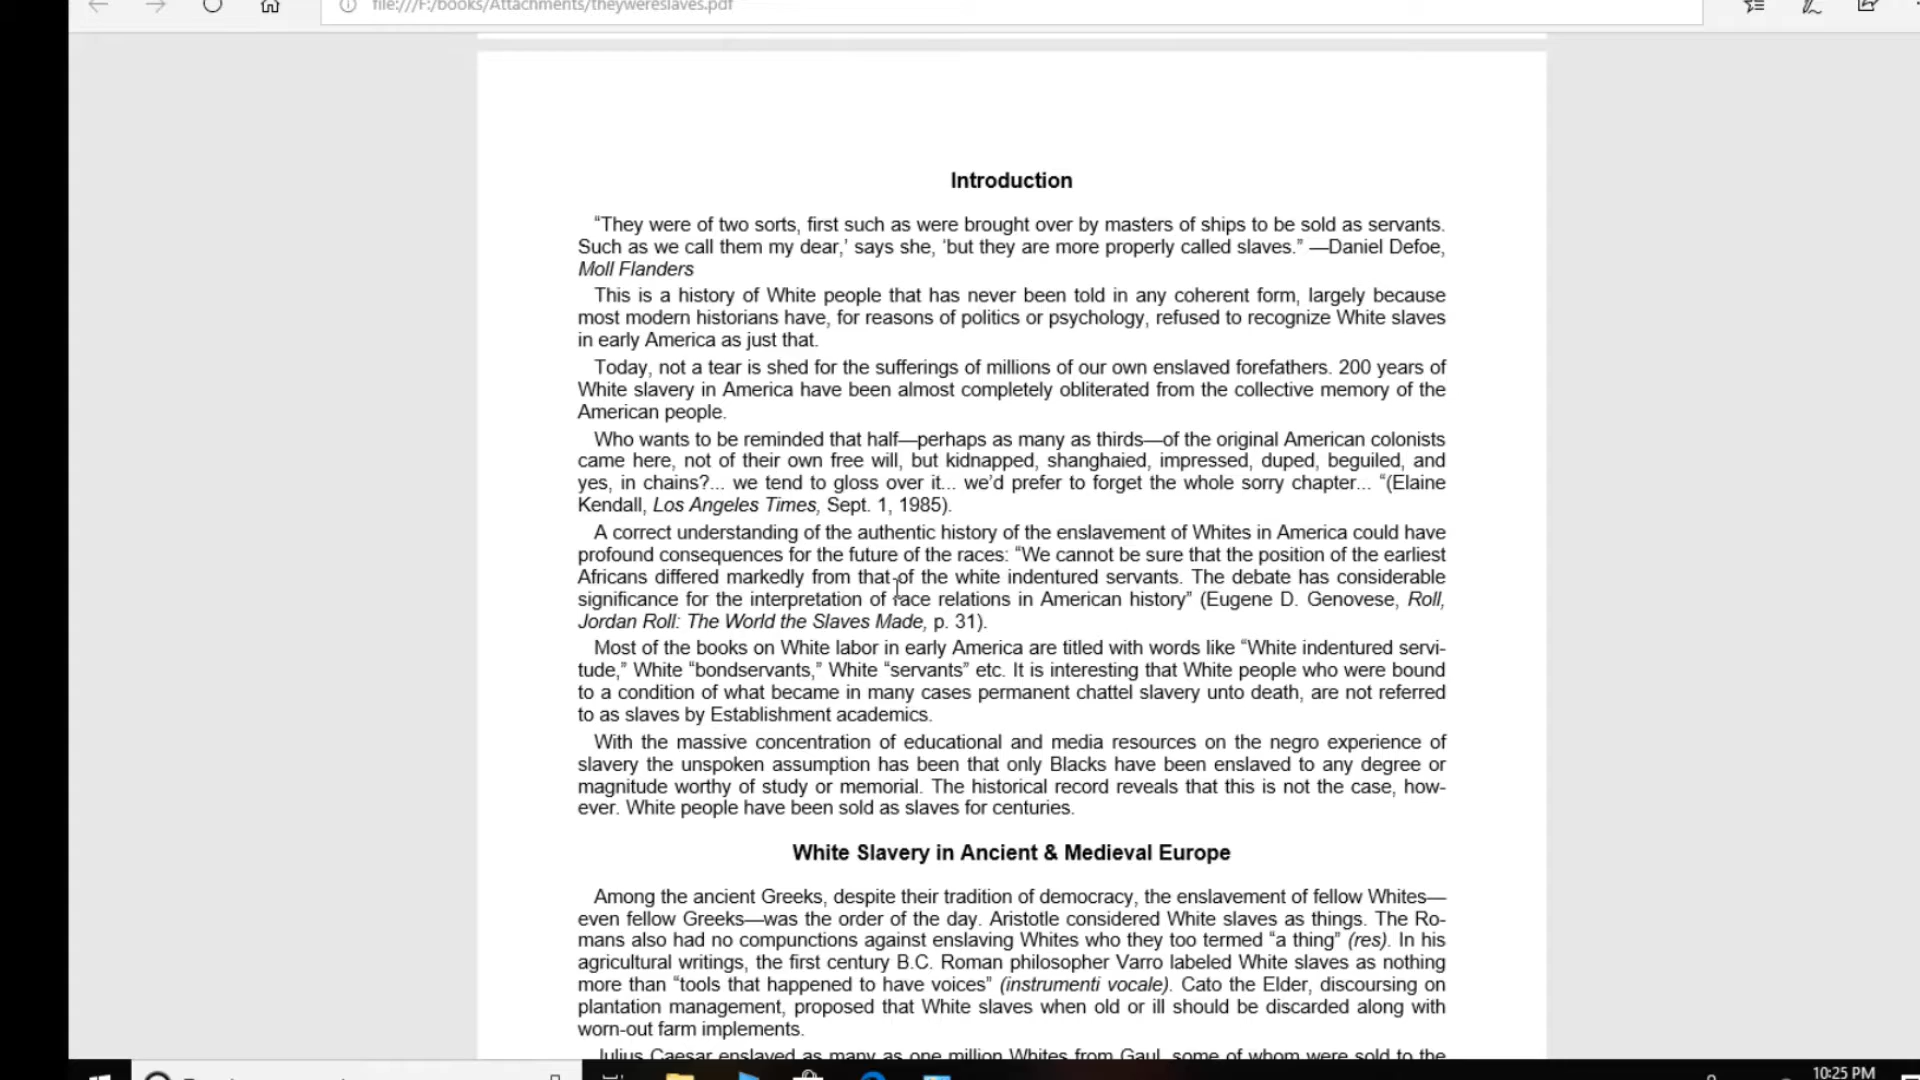 file:///F:/books/Attachments/theywereslaves.pdf
Introduction
“They were of two sorts, first such as were brought over by masters of ships to be sold as servants.
Such as we call them my dear,’ says she, ‘but they are more properly called slaves.” —Daniel Defoe,
Moll Flanders
This is a history of White people that has never been told in any coherent form, largely because
most modern historians have, for reasons of politics or psychology, refused to recognize White slaves
in early America as just that.
Today, not a tear is shed for the sufferings of millions of our own enslaved forefathers. 200 years of
White slavery in America have been almost completely obliterated from the collective memory of the
American people.
Who wants to be reminded that half—perhaps as many as thirds—of the original American colonists
came here, not of their own free will, but kidnapped, shanghaied, impressed, duped, beguiled, and
yes, in chains?... we tend to gloss over it... we’d prefer to forget the whole sorry chapter... “(Elaine
Kendall, Los Angeles Times, Sept. 1, 1985).
A correct understanding of the authentic history of the enslavement of Whites in America could have
profound consequences for the future of the races: “We cannot be sure that the position of the earliest
Africans differed markedly from that of the white indentured servants. The debate has considerable
significance for the interpretation of race relations in American history” (Eugene D. Genovese, Roll,
Jordan Roll: The World the Slaves Made, p. 31).
Most of the books on White labor in early America are titled with words like “White indentured servi-
tude,” White “bondservants,” White “servants” etc. It is interesting that White people who were bound
to a condition of what became in many cases permanent chattel slavery unto death, are not referred
to as slaves by Establishment academics.
With the massive concentration of educational and media resources on the negro experience of
slavery the unspoken assumption has been that only Blacks have been enslaved to any degree or
magnitude worthy of study or memorial. The historical record reveals that this is not the case, how-
ever. White people have been sold as slaves for centuries.
White Slavery in Ancient & Medieval Europe
Among the ancient Greeks, despite their tradition of democracy, the enslavement of fellow Whites—
even fellow Greeks—was the order of the day. Aristotle considered White slaves as things. The Ro-
mans also had no compunctions against enslaving Whites who they too termed “a thing” (res). In his
agricultural writings, the first century B.C. Roman philosopher Varro labeled White slaves as nothing
more than “tools that happened to have voices” (instrumenti vocale). Cato the Elder, discoursing on
plantation management, proposed that White slaves when old or ill should be discarded along with
worn-out farm implements.
Julius Caesar enslaved as many as one million Whites from Gaul, some of whom were sold to the
10:25 PM